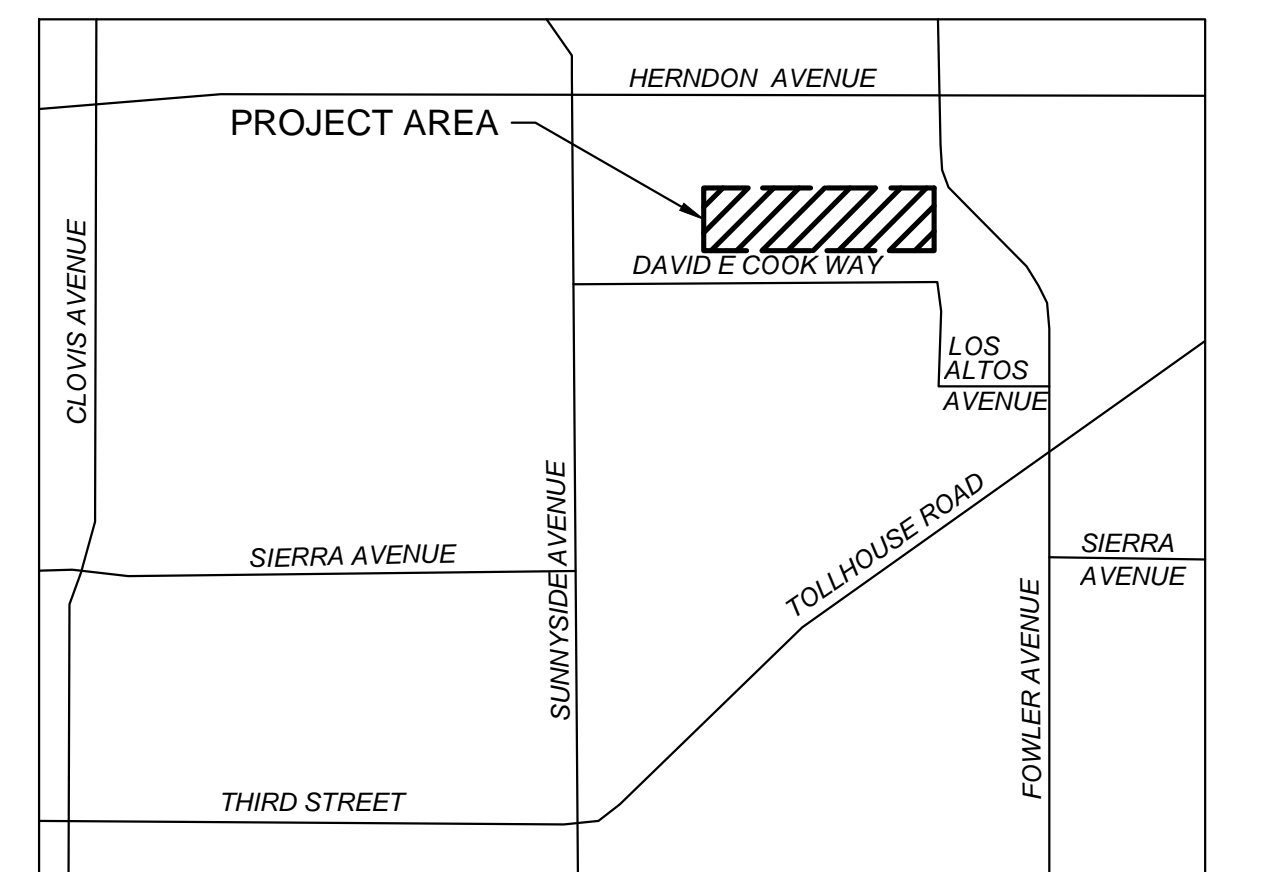 HERNDON AVENUE
PROJECT AREA
CLOVIS AVENUE
DAVID E COOK WAY
LOS
ALTOS
AVENUE
SUNNYSIDE AVENUE
TOLLHOUSE ROAD
SIERRA AVENUE
SIERRA
AVENUE
FOWLER AVENUE
THIRD STREET